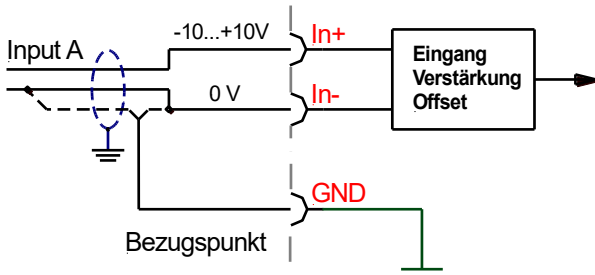 -10...+10V
In+
Input A
Eingang
Verstärkung
Offset
0 V
In-
GND
Bezugspunkt